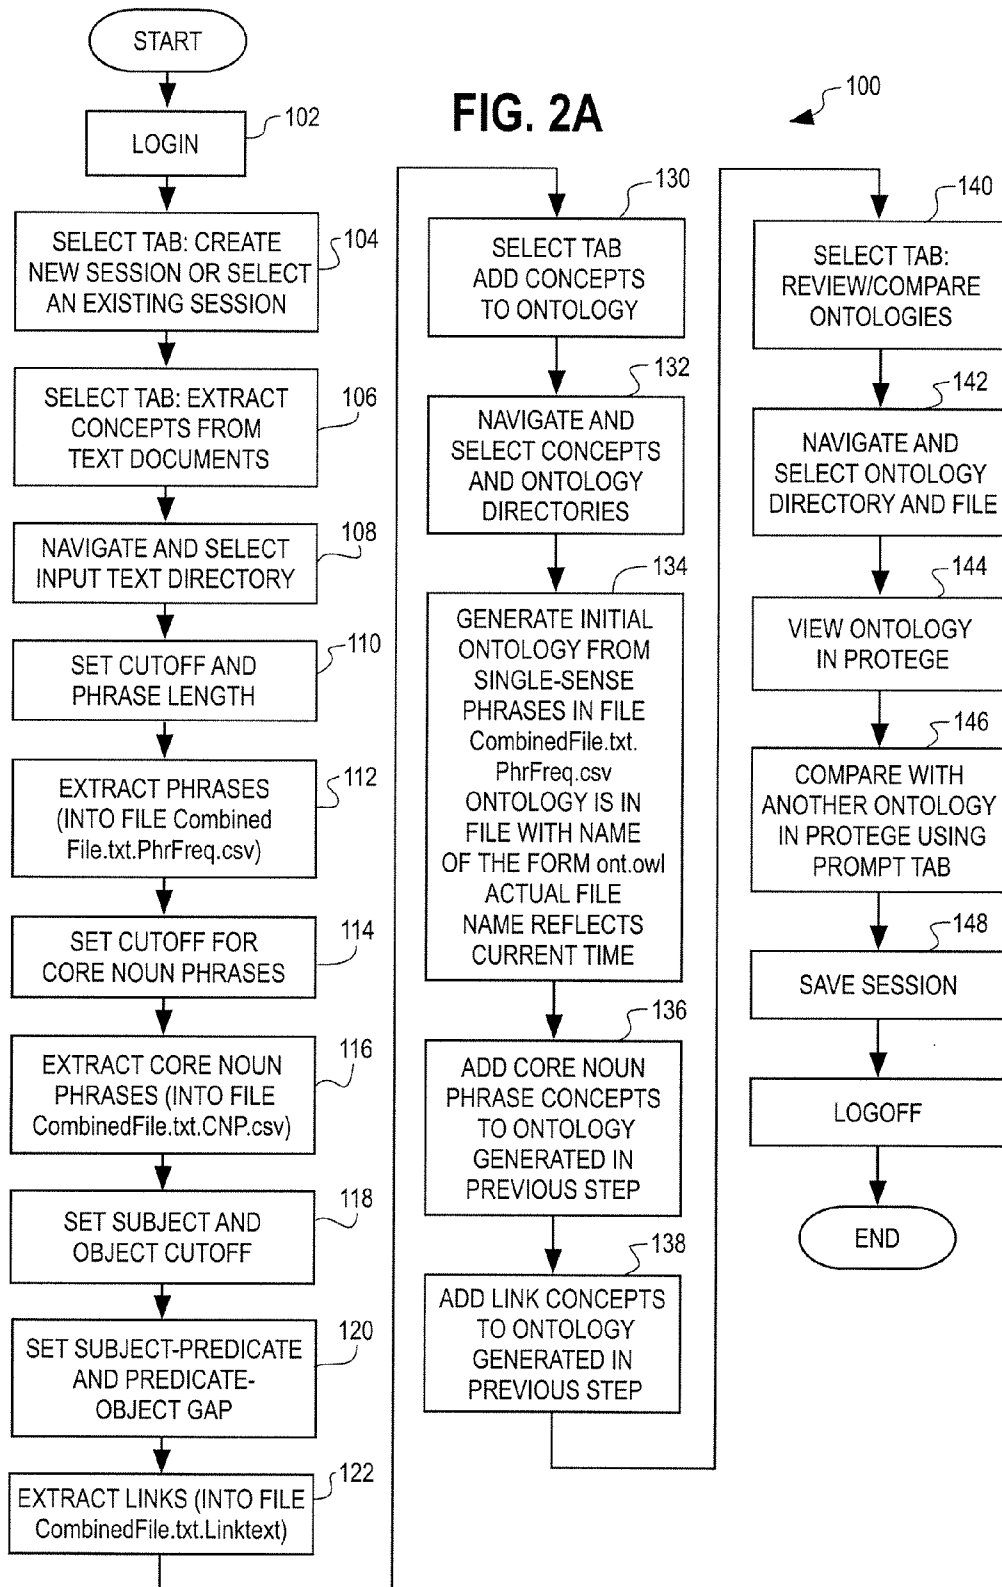 START
FIG. 2A
100
102
LOGIN
104
SELECT TAB: CREATE
NEW SESSION OR SELECT
AN EXISTING SESSION
106
SELECT TAB: EXTRACT
CONCEPTS FROM
TEXT DOCUMENTS
108
NAVIGATE AND SELECT
INPUT TEXT DIRECTORY
110
SET CUTOFF AND
PHRASE LENGTH
112
EXTRACT PHRASES
(INTO FILE Combined
File.txt.PhrFreq.csv)
114
SET CUTOFF FOR
CORE NOUN PHRASES
116
EXTRACT CORE NOUN
PHRASES (INTO FILE
CombinedFile.txt.CNP.csv)
118
SET SUBJECT AND
OBJECT CUTOFF
120
SET SUBJECT-PREDICATE
AND PREDICATE-
OBJECT GAP
122
EXTRACT LINKS (INTO FILE
CombinedFile.txt.Linktext)
130
SELECT TAB
ADD CONCEPTS
TO ONTOLOGY
132
NAVIGATE AND
SELECT CONCEPTS
AND ONTOLOGY
DIRECTORIES
134
GENERATE INITIAL
ONTOLOGY FROM
SINGLE-SENSE
PHRASES IN FILE
CombinedFile.txt.
PhrFreq.csv
ONTOLOGY IS IN
FILE WITH NAME
OF THE FORM ont.owl
ACTUAL FILE
NAME REFLECTS
CURRENT TIME
136
ADD CORE NOUN
PHRASE CONCEPTS
TO ONTOLOGY
GENERATED IN
PREVIOUS STEP
138
ADD LINK CONCEPTS
TO ONTOLOGY
GENERATED IN
PREVIOUS STEP
140
SELECT TAB:
REVIEW/COMPARE
ONTOLOGIES
142
NAVIGATE AND
SELECT ONTOLOGY
DIRECTORY AND FILE
144
VIEW ONTOLOGY
IN PROTEGE
146
COMPARE WITH
ANOTHER ONTOLOGY
IN PROTEGE USING
PROMPT TAB
148
SAVE SESSION
LOGOFF
END